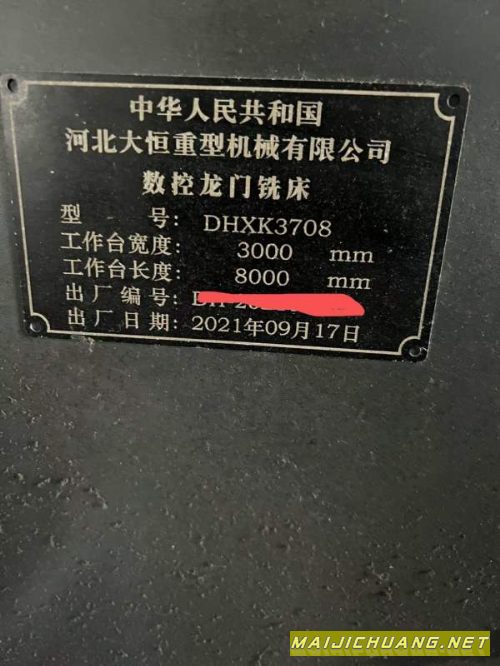 中华人民共和国
河北大恒重型机械有限公司
数控龙门铣床
型 号: DHXK3708
工作台宽度: 3000 mm
工作台长度: 8000 mm
出厂编号:
出厂日期: 2021年09月17日
MAIJICHUANG.NET